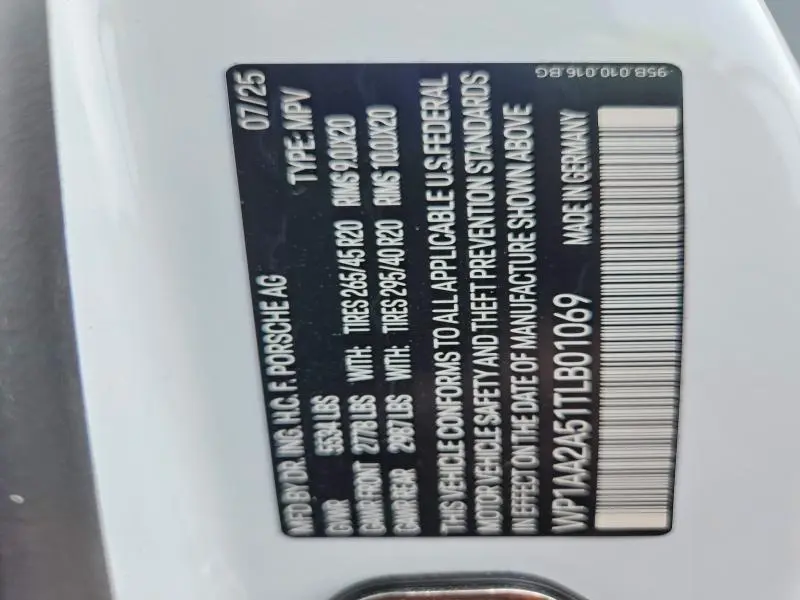 MFD BY DR. ING. H.C. F. PORSCHE AG 07/25
GVWR 5534 LBS TYPE: MPV
GAWR FRONT 2778 LBS WITH: TIRES 265/45 R20 RIMS 9.0JX20
GAWR REAR 2987 LBS WITH: TIRES 295/40 R20 RIMS 10.0JX20
THIS VEHICLE CONFORMS TO ALL APPLICABLE U.S. FEDERAL
MOTOR VEHICLE SAFETY AND THEFT PREVENTION STANDARDS
IN EFFECT ON THE DATE OF MANUFACTURE SHOWN ABOVE
WP1AA2A51TLB01069 MADE IN GERMANY
95B.010.016.BG